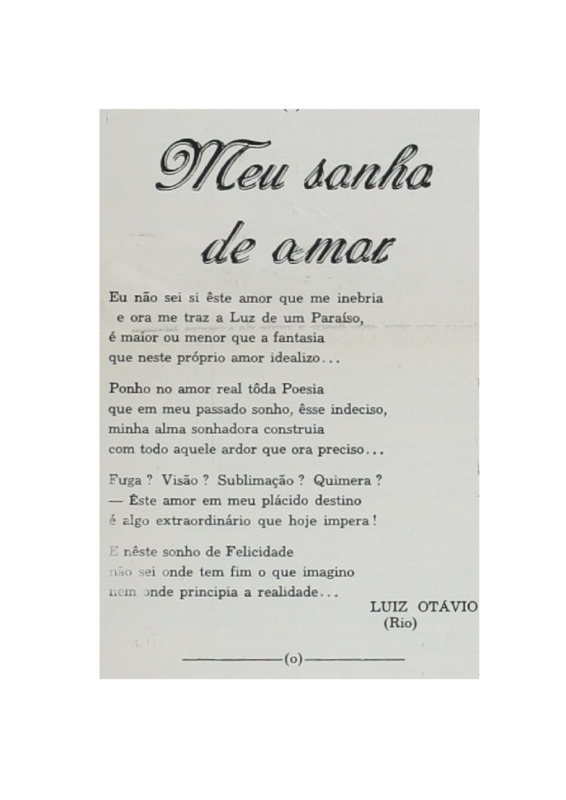 Meu sonho
de amar
Eu não sei si êste amor que me inebria
e ora me traz a Luz de um Paraíso,
é maior ou menor que a fantasia
que neste próprio amor idealizo...
Ponho no amor real tôda Poesia
que em meu passado sonho, êsse indeciso,
minha alma sonhadora construia
com todo aquele ardor que ora preciso...
Fuga ? Visão ? Sublimação ? Quimera ?
— Êste amor em meu plácido destino
é algo extraordinário que hoje impera !
E nêste sonho de Felicidade
não sei onde tem fim o que imagino
nem onde principia a realidade...
LUIZ OTÁVIO
(Rio)
(o)